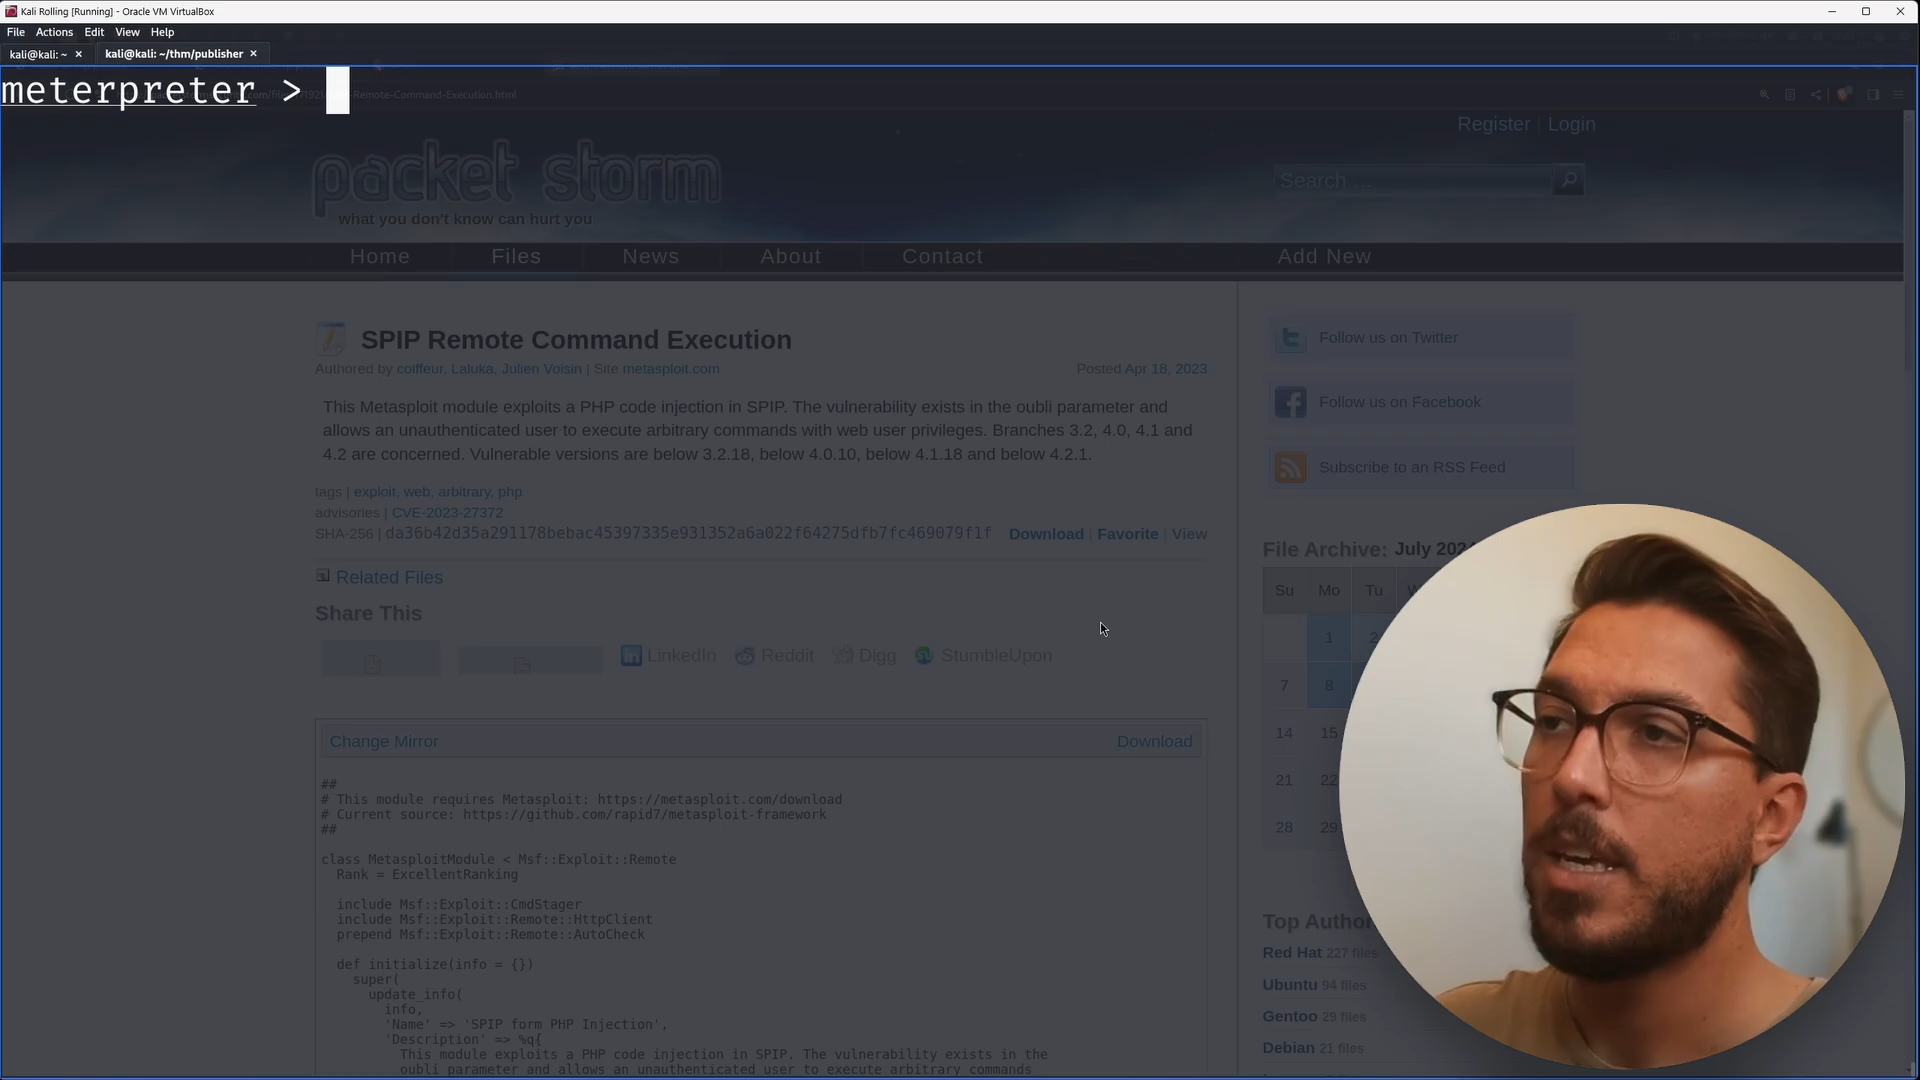 Kali Rolling [Running] - Oracle VM VirtualBox
File Actions Edit View Help
kali@kali: ~ × kali@kali: ~/thm/publisher ×
meterpreter >
-Remote-Command-Execution.html
Register | Login
packet storm
Search ...
what you don't know can hurt you
Home Files News About Contact Add New
SPIP Remote Command Execution
Authored by coiffeur, Laluka, Julien Voisin | Site metasploit.com Posted Apr 18, 2023
This Metasploit module exploits a PHP code injection in SPIP. The vulnerability exists in the oubli parameter and
allows an unauthenticated user to execute arbitrary commands with web user privileges. Branches 3.2, 4.0, 4.1 and
4.2 are concerned. Vulnerable versions are below 3.2.18, below 4.0.10, below 4.1.18 and below 4.2.1.
tags | exploit, web, arbitrary, php
advisories | CVE-2023-27372
SHA-256 | da36b42d35a291178bebac45397335e931352a6a022f64275dfb7fc469079f1f Download | Favorite | View
Related Files
Share This
LinkedIn Reddit Digg StumbleUpon
Change Mirror Download
##
# This module requires Metasploit: https://metasploit.com/download
# Current source: https://github.com/rapid7/metasploit-framework
##
class MetasploitModule < Msf::Exploit::Remote
Rank = ExcellentRanking
include Msf::Exploit::CmdStager
include Msf::Exploit::Remote::HttpClient
prepend Msf::Exploit::Remote::AutoCheck
def initialize(info = {})
super(
update_info(
info,
'Name' => 'SPIP form PHP Injection',
'Description' => %q{
This module exploits a PHP code injection in SPIP. The vulnerability exists in the
oubli parameter and allows an unauthenticated user to execute arbitrary commands
Follow us on Twitter
Follow us on Facebook
Subscribe to an RSS Feed
File Archive: July 202
Su Mo Tu
1 2
7 8
14 15
21 22
28 29
Top Author
Red Hat 227 files
Ubuntu 94 files
Gentoo 29 files
Debian 21 files